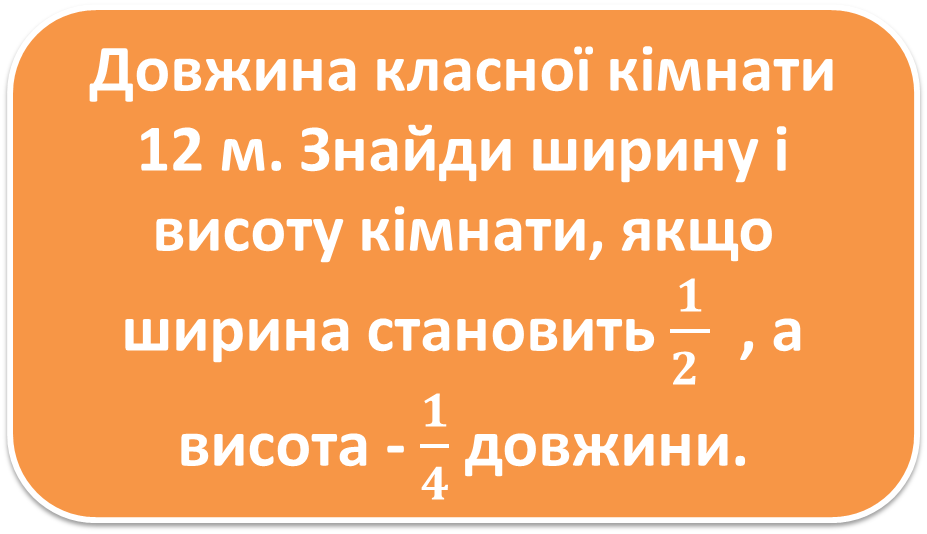 Довжина класної кімнати
12 м. Знайди ширину і
висоту кімнати, якщо
ширина становить 1/2 , а
висота - 1/4 довжини.